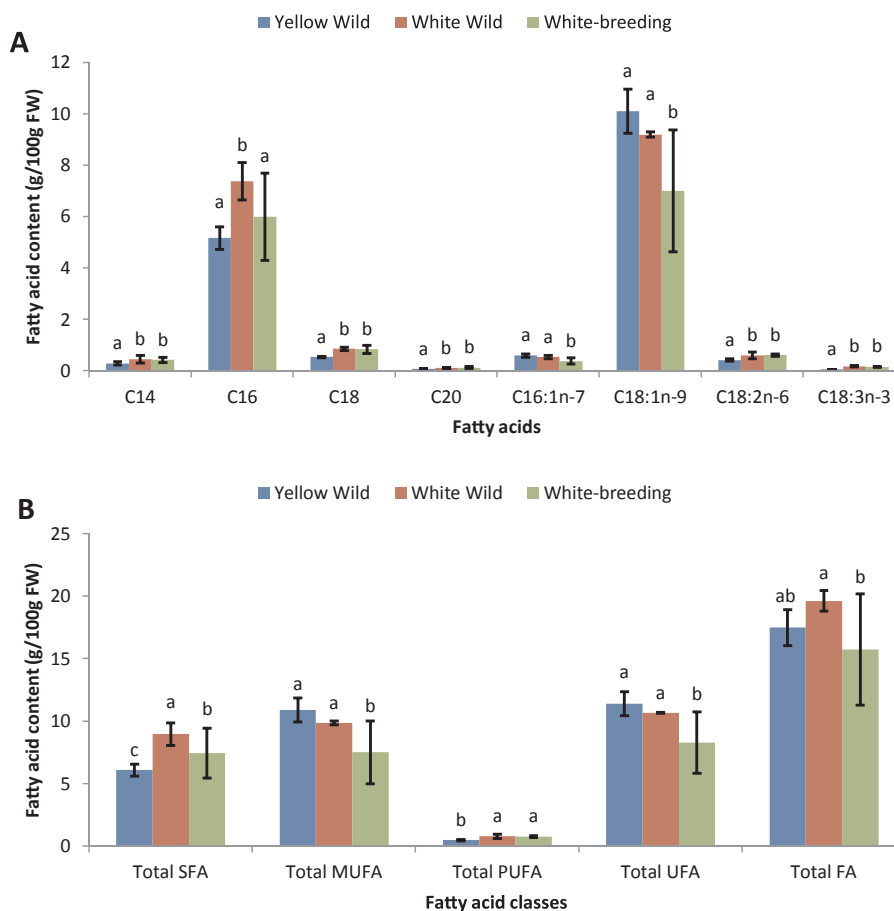 Yellow Wild White Wild White-breeding
A
Fatty acid content (g/100g FW)
12
10
8
6
4
2
0
a b a
a b b
a b b
a b b
a a b
a a b
a b b
a b b
C14 C16 C18 C20 C16:1n-7 C18:1n-9 C18:2n-6 C18:3n-3
Fatty acids
Yellow Wild White Wild White-breeding
B
Fatty acid content (g/100g FW)
25
20
15
10
5
0
c a b
a a b
b a a
a a b
ab a b
Total SFA Total MUFA Total PUFA Total UFA Total FA
Fatty acid classes